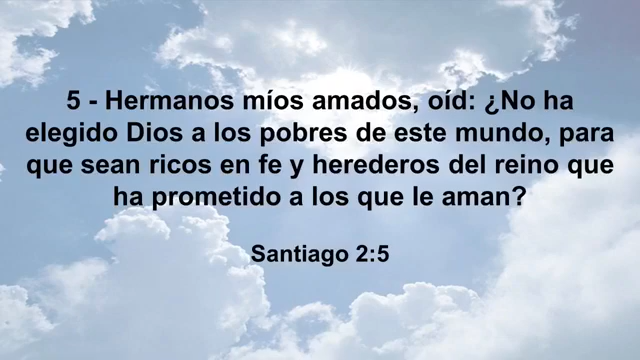 5 - Hermanos míos amados, oíd: ¿No ha
elegido Dios a los pobres de este mundo, para
que sean ricos en fe y herederos del reino que
ha prometido a los que le aman?
Santiago 2:5